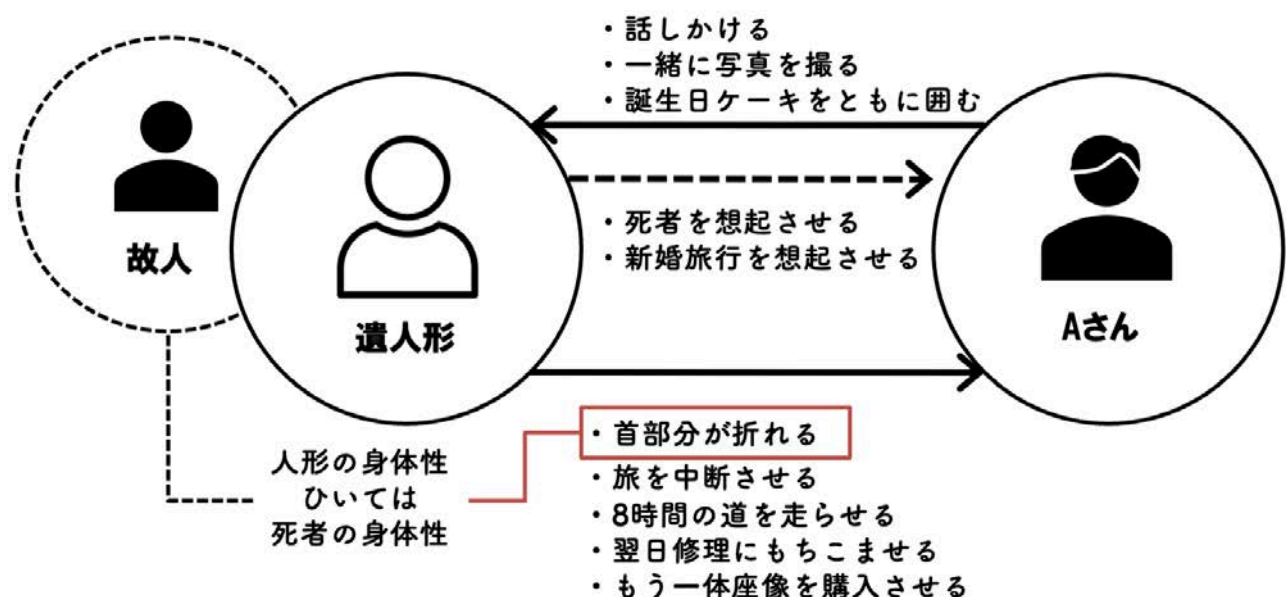 ・話しかける
・一緒に写真を撮る
・誕生日ケーキをともに囲む
故人
遺人形
・死者を想起させる
・新婚旅行を想起させる
Aさん
人形の身体性
ひいては
死者の身体性
・首部分が折れる
・旅を中断させる
・8時間の道を走らせる
・翌日修理にもちこませる
・もう一体座像を購入させる